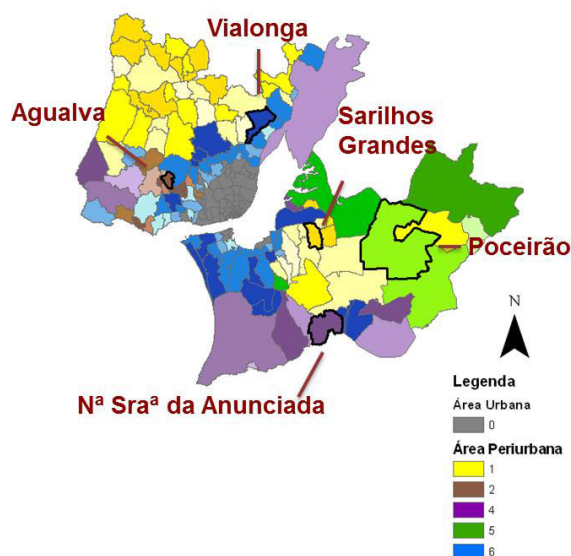 Vialonga
Agualva
Sarilhos
Grandes
Poceirão
Nª Sraª da Anunciada
N
Legenda
Área Urbana
0
Área Periurbana
1
2
4
5
6